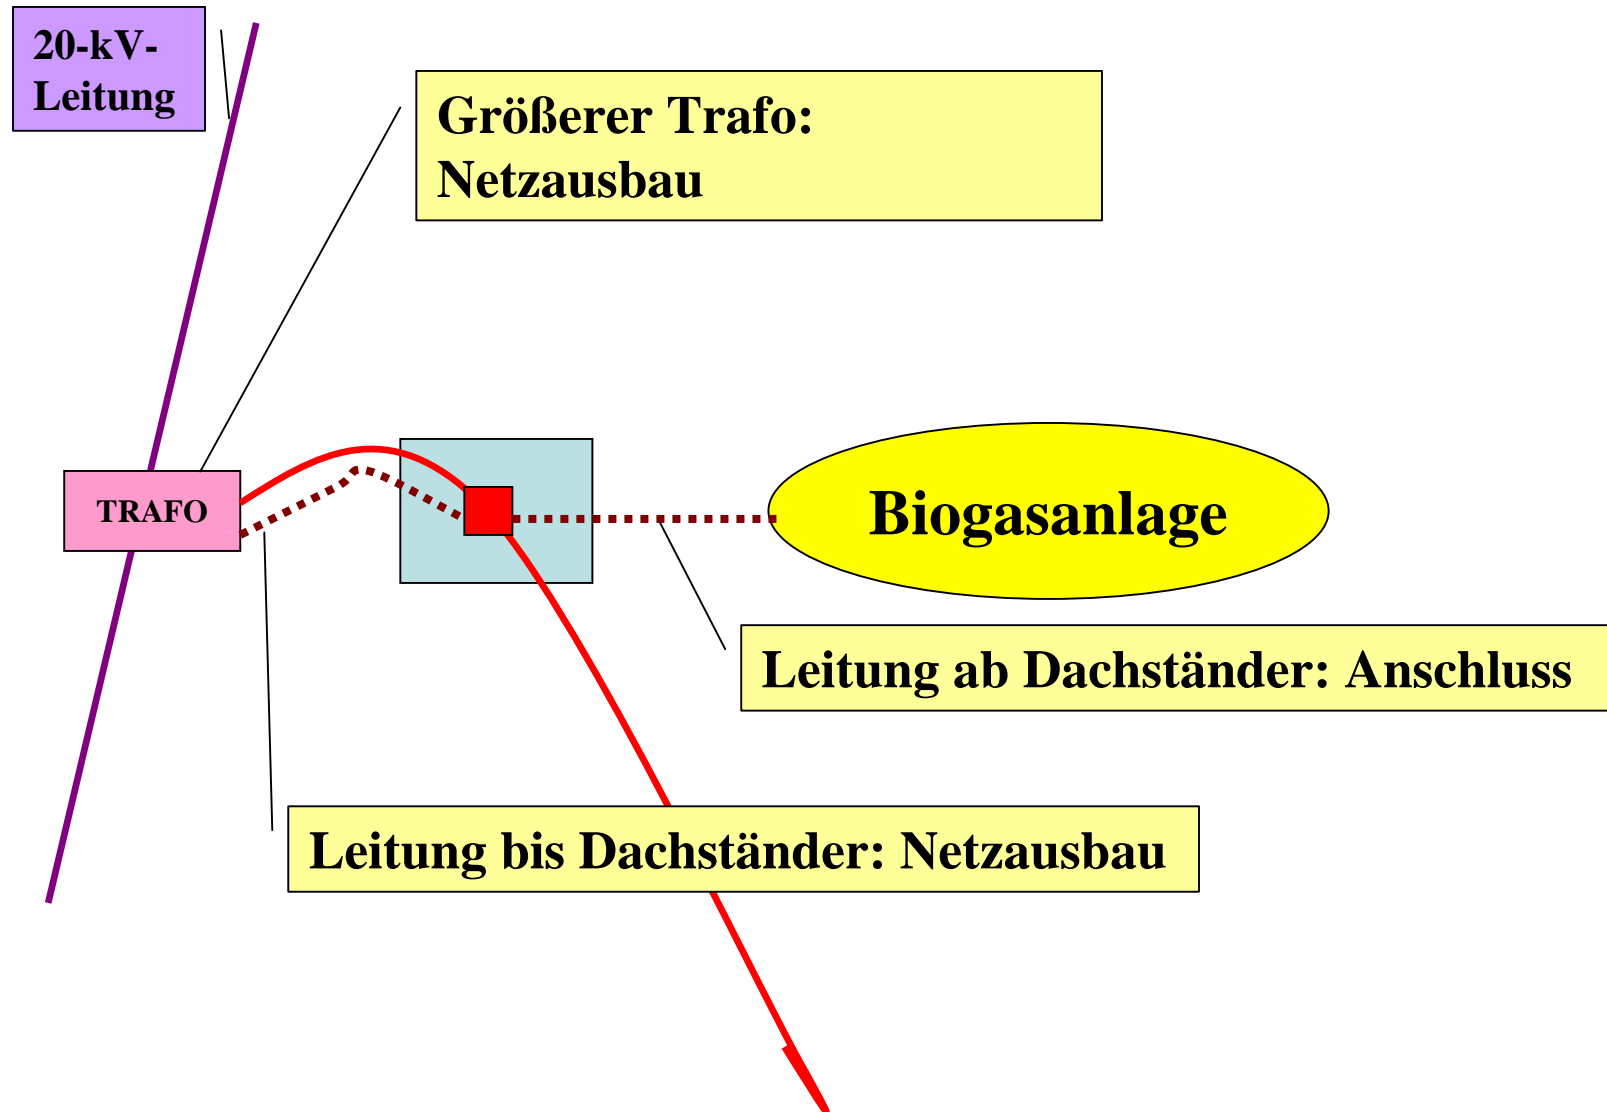 20-kV-
Leitung
Größerer Trafo:
Netzausbau
TRAFO
Biogasanlage
Leitung ab Dachständer: Anschluss
Leitung bis Dachständer: Netzausbau